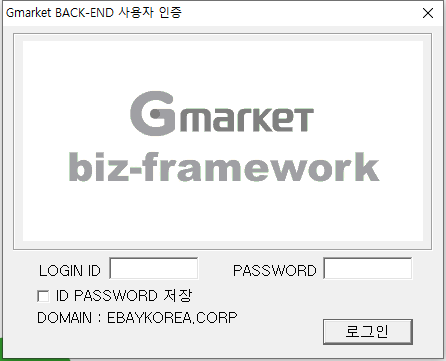 Gmarket BACK-END 사용자 인증
Gmarket
biz-framework
LOGIN ID PASSWORD
ID PASSWORD 저장
DOMAIN : EBAYKOREA.CORP
로그인